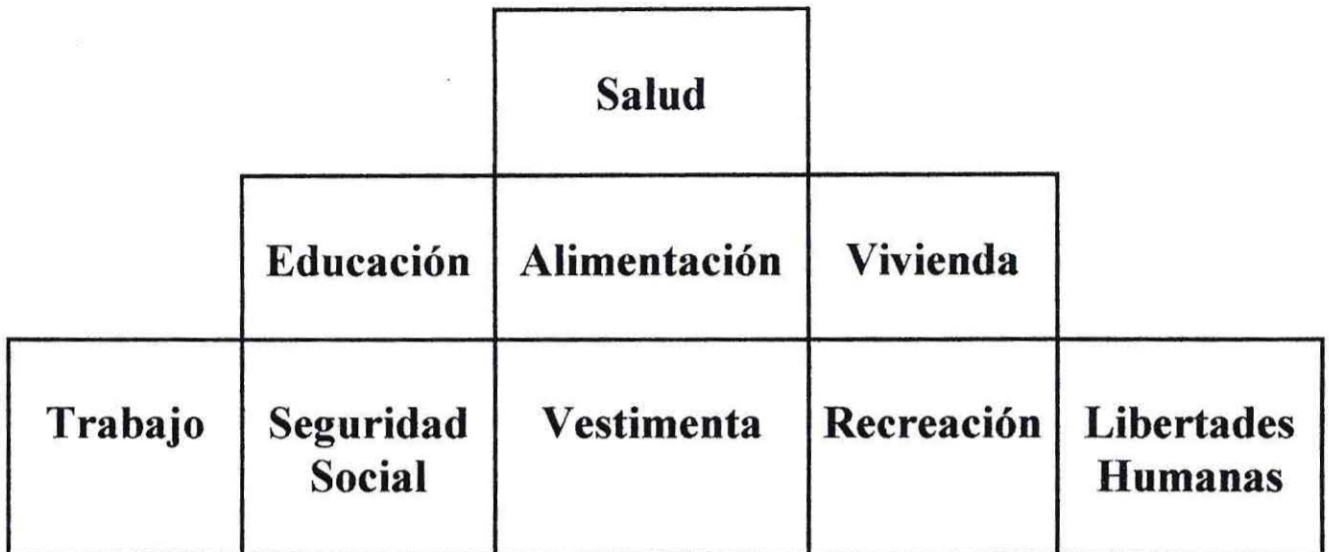 Salud
Educación
Alimentación
Vivienda
Trabajo
Seguridad
Social
Vestimenta
Recreación
Libertades
Humanas